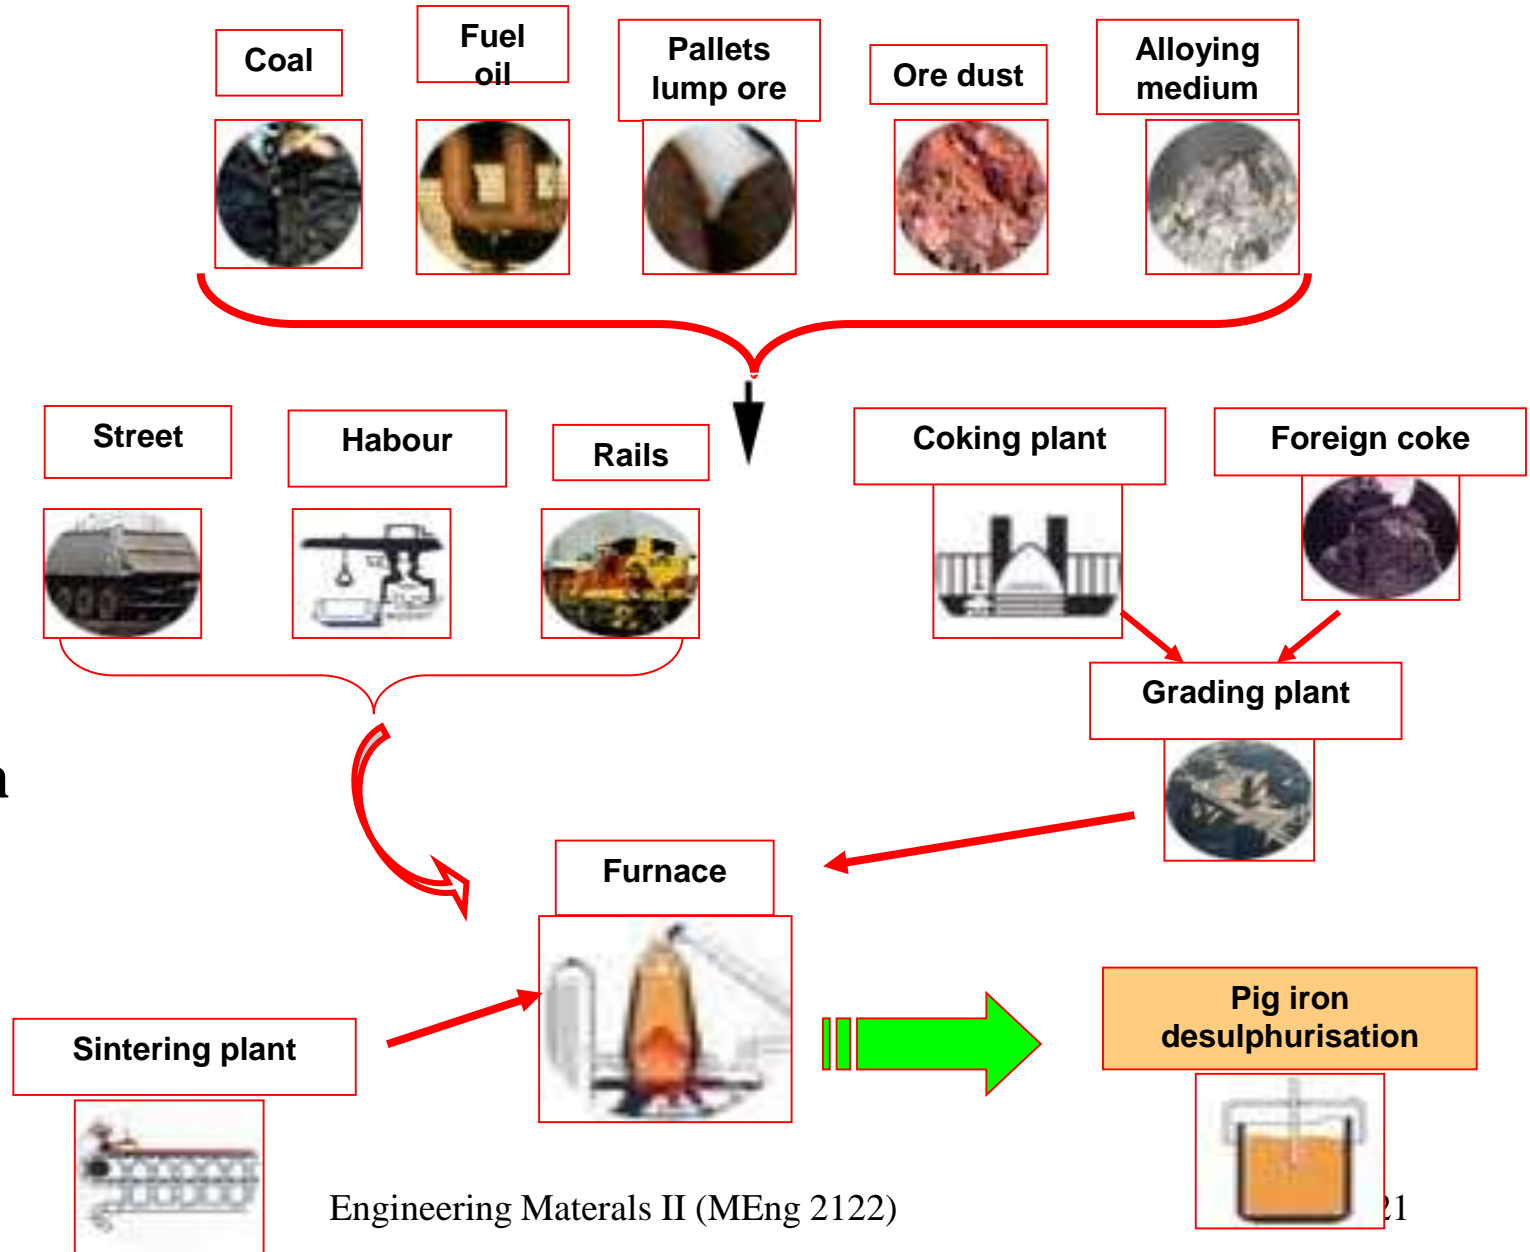 Coal
Fuel
oil
Pallets
lump ore
Ore dust
Alloying
medium
Street
Habour
Rails
Coking plant
Foreign coke
Grading plant
Furnace
Sintering plant
Pig iron
desulphurisation
Engineering Materals II (MEng 2122)
21